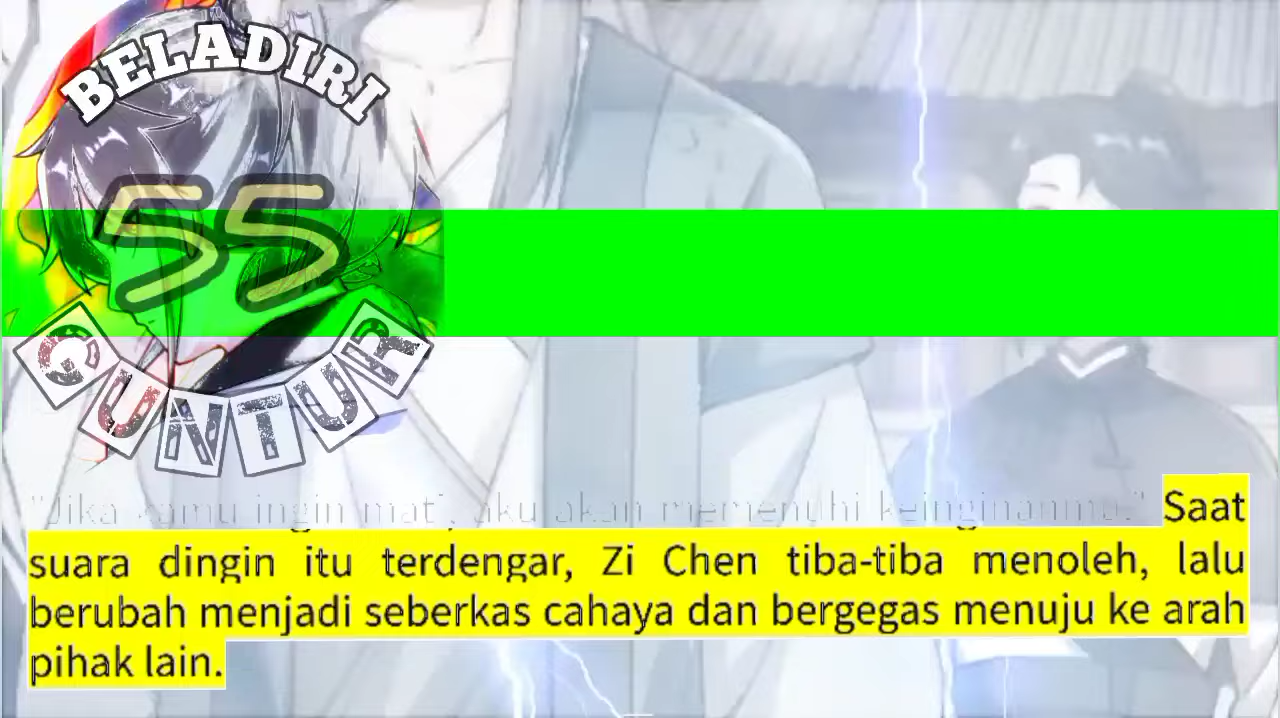 BELADIRI
55
GUNTUR
"Jika kamu ingin mat', aku akan memenuhi keinginanmu." Saat
suara dingin itu terdengar, Zi Chen tiba-tiba menoleh, lalu
berubah menjadi seberkas cahaya dan bergegas menuju ke arah
pihak lain.